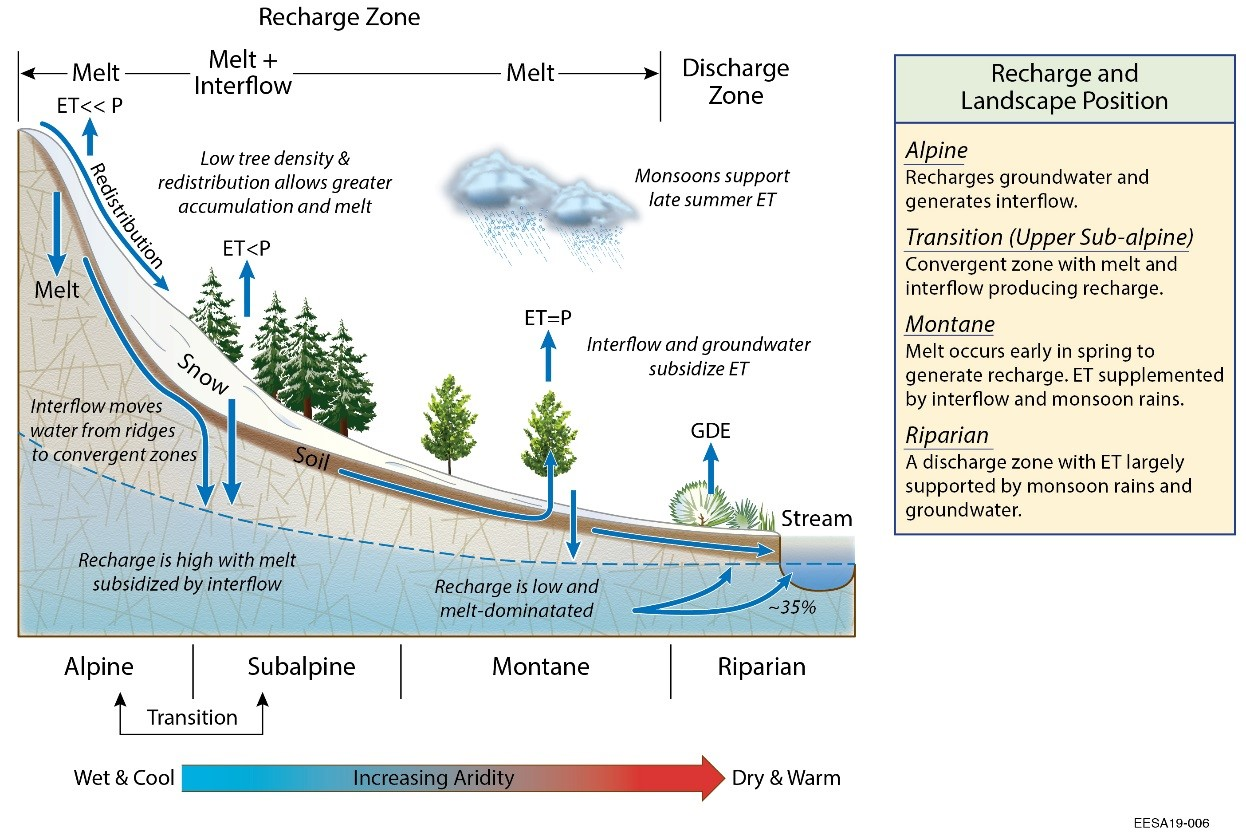 Recharge Zone
Melt
Melt +
Interflow
Melt
Discharge
Zone
ET<< P
Redistribution
Low tree density &
redistribution allows greater
accumulation and melt
Monsoons support
late summer ET
ET<P
Melt
ET=P
Interflow and groundwater
subsidize ET
Snow
Interflow moves
water from ridges
to convergent zones
GDE
Soil
Stream
Recharge is high with melt
subsidized by interflow
Recharge is low and
melt-dominatated
~35%
Alpine
Subalpine
Montane
Riparian
Transition
Wet & Cool
Increasing Aridity
Dry & Warm
Recharge and
Landscape Position
Alpine
Recharges groundwater and
generates interflow.
Transition (Upper Sub-alpine)
Convergent zone with melt and
interflow producing recharge.
Montane
Melt occurs early in spring to
generate recharge. ET supplemented
by interflow and monsoon rains.
Riparian
A discharge zone with ET largely
supported by monsoon rains and
groundwater.
EESA19-006